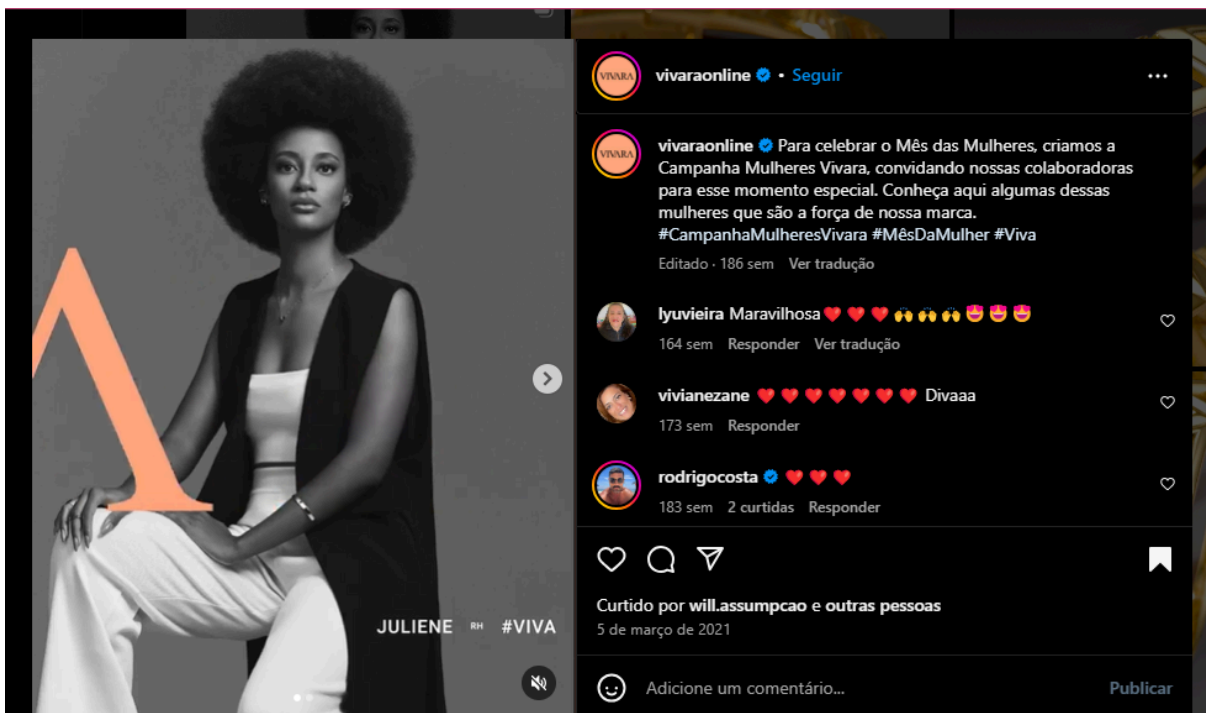 JULIENE RH #VIVA
VIVARA
vivaraonline • Seguir
VIVARA
vivaraonline Para celebrar o Mês das Mulheres, criamos a
Campanha Mulheres Vivara, convidando nossas colaboradoras
para esse momento especial. Conheça aqui algumas dessas
mulheres que são a força de nossa marca.
#CampanhaMulheresVivara #MêsDaMulher #Viva
Editado · 186 sem Ver tradução
lyuvieira Maravilhosa❤️ ❤️ ❤️ 🙌 🙌 🙌 🤩 🤩 🤩
164 sem Responder Ver tradução
vivianezane ❤️ ❤️ ❤️ ❤️ ❤️ ❤️ ❤️ Divaaa
173 sem Responder
rodrigocosta ❤️ ❤️ ❤️
183 sem 2 curtidas Responder
Curtido por will.assumpcao e outras pessoas
5 de março de 2021
Adicione um comentário... Publicar